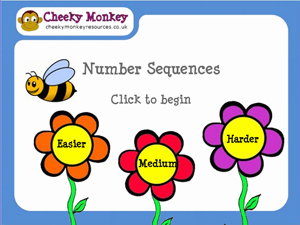 Cheeky Monkey
cheekymonkeyresources.co.uk
Number Sequences
Click to begin
Easier
Medium
Harder